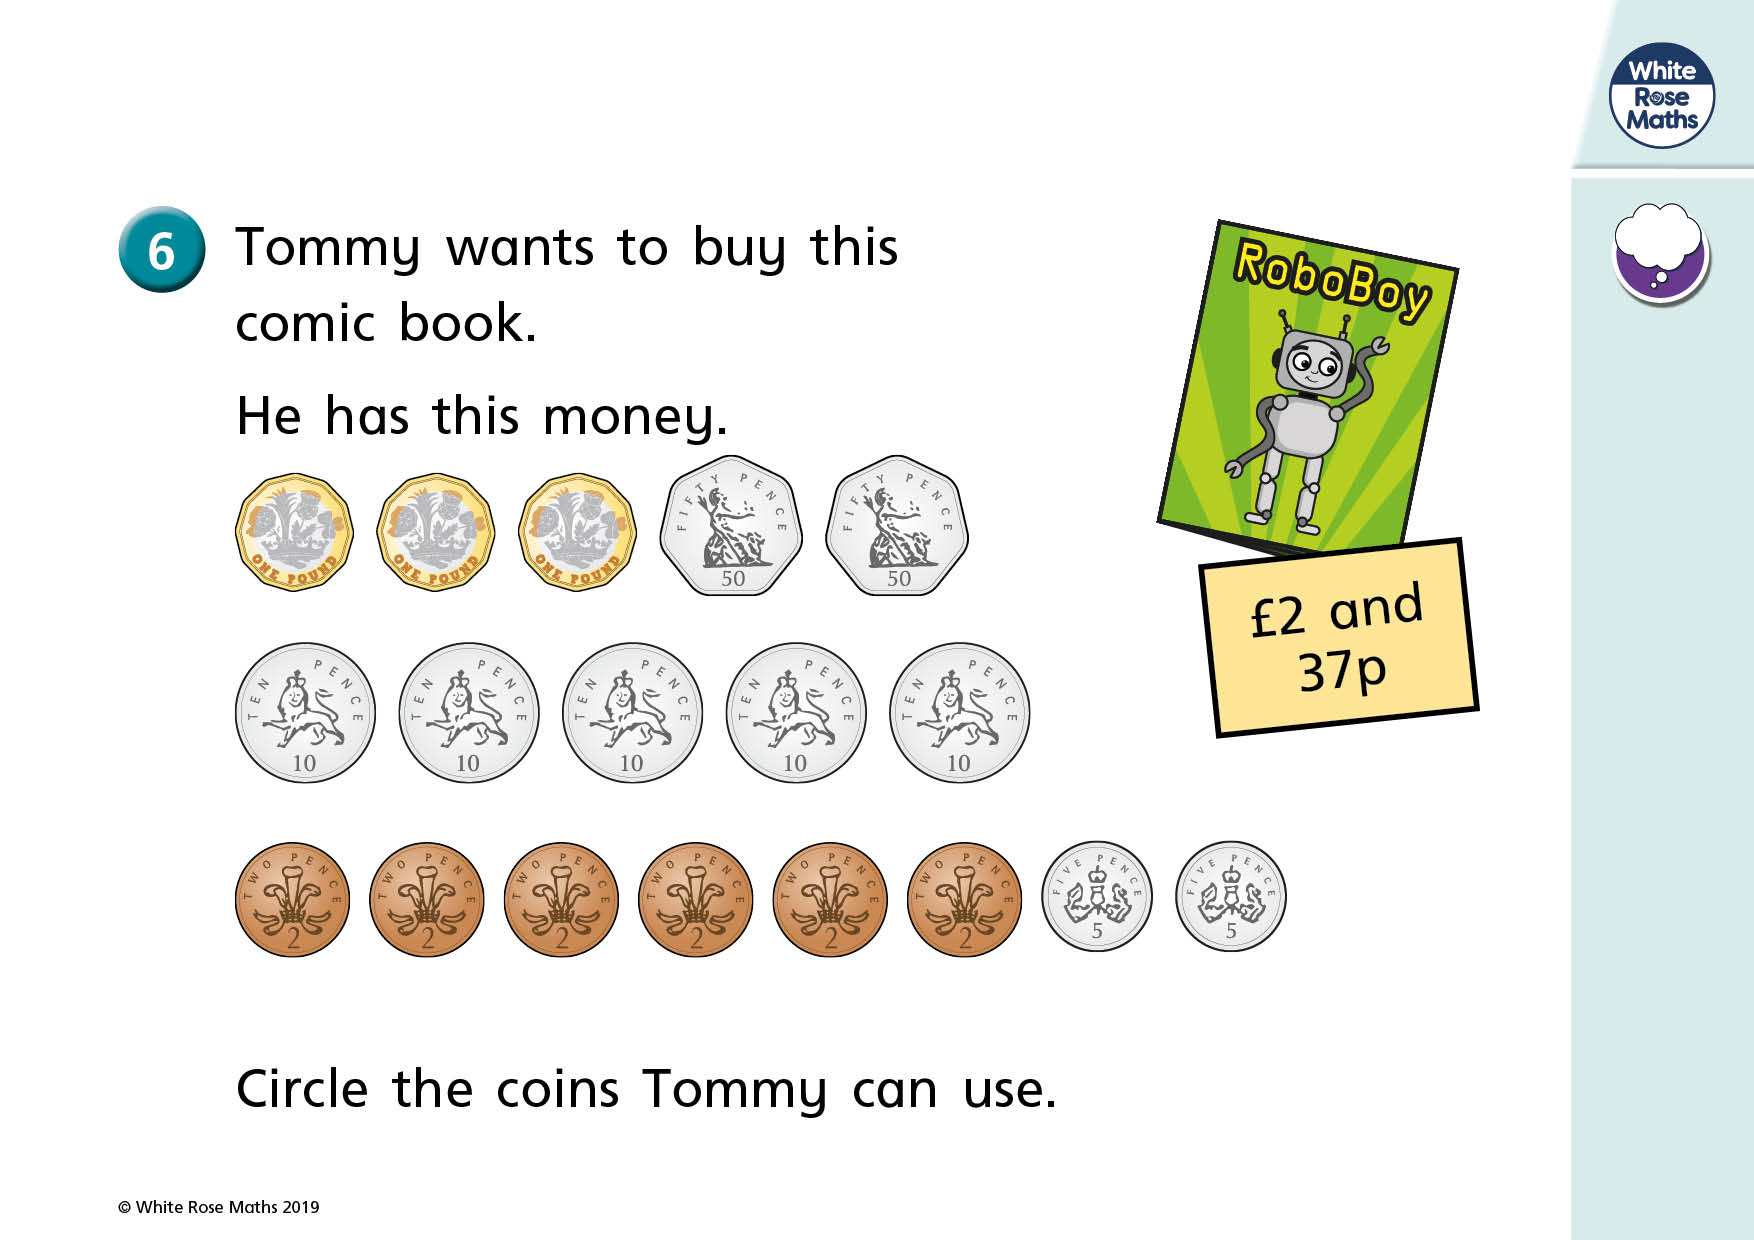 White
Rose
Maths
6
Tommy wants to buy this
comic book.
He has this money.
RoboBoy
£2 and
37p
ONE POUND
ONE POUND
ONE POUND
FIFTY PENCE
50
FIFTY PENCE
50
TEN PENCE
10
TEN PENCE
10
TEN PENCE
10
TEN PENCE
10
TEN PENCE
10
TWO PENCE
2
TWO PENCE
2
TWO PENCE
2
TWO PENCE
2
TWO PENCE
2
TWO PENCE
2
FIVE PENCE
5
FIVE PENCE
5
Circle the coins Tommy can use.
© White Rose Maths 2019